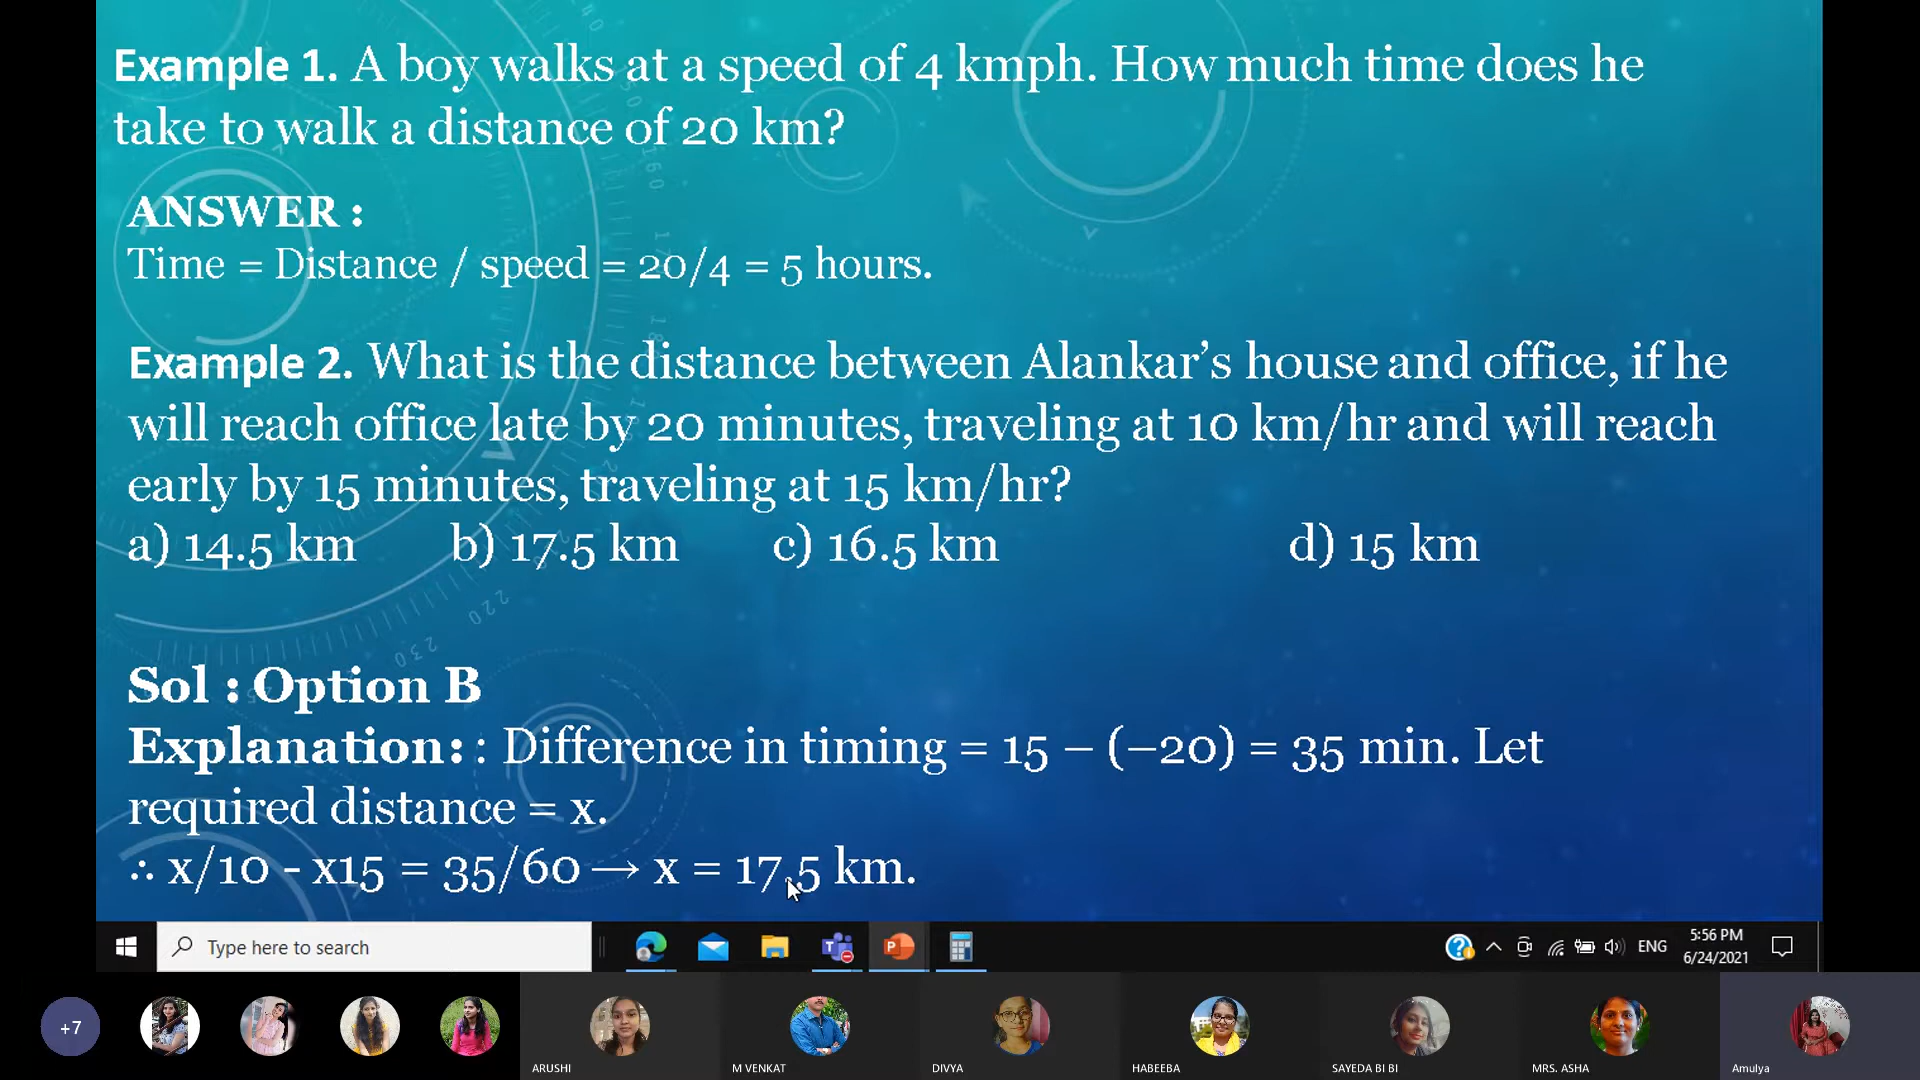 Example 1. A boy walks at a speed of 4 kmph. How much time does he
take to walk a distance of 20 km?
ANSWER :
Time = Distance / speed = 20/4 = 5 hours.
Example 2. What is the distance between Alankar’s house and office, if he
will reach office late by 20 minutes, traveling at 10 km/hr and will reach
early by 15 minutes, traveling at 15 km/hr?
a) 14.5 km b) 17.5 km c) 16.5 km d) 15 km
Sol : Option B
Explanation: : Difference in timing = 15 – (–20) = 35 min. Let
required distance = x.
∴ x/10 - x15 = 35/60 → x = 17.5 km.
Type here to search
ENG
5:56 PM
6/24/2021
+7
ARUSHI
M VENKAT
DIVYA
HABEEBA
SAYEDA BI BI
MRS. ASHA
Amulya